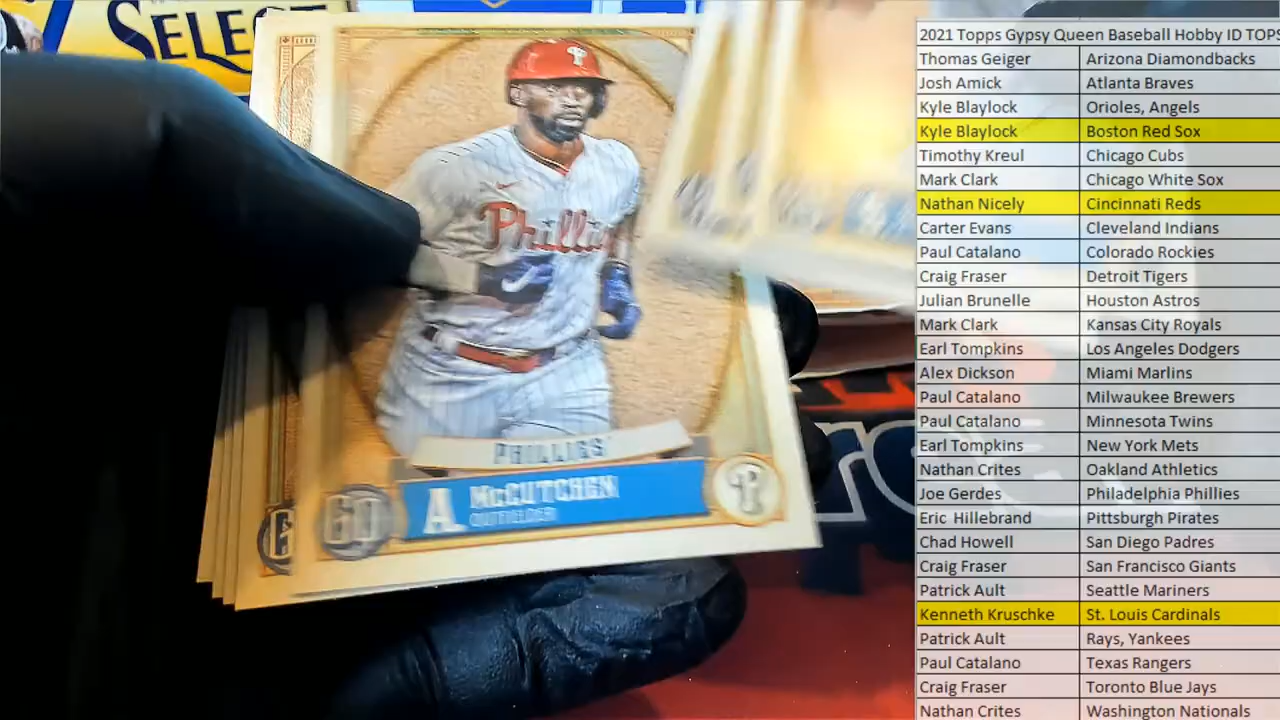 SELECT
Phillies
PHILLIES
A McCUTCHEN
OUTFIELDER
GQ
P
2021 Topps Gypsy Queen Baseball Hobby ID TOPS
Thomas Geiger Arizona Diamondbacks
Josh Amick Atlanta Braves
Kyle Blaylock Orioles, Angels
Kyle Blaylock Boston Red Sox
Timothy Kreul Chicago Cubs
Mark Clark Chicago White Sox
Nathan Nicely Cincinnati Reds
Carter Evans Cleveland Indians
Paul Catalano Colorado Rockies
Craig Fraser Detroit Tigers
Julian Brunelle Houston Astros
Mark Clark Kansas City Royals
Earl Tompkins Los Angeles Dodgers
Alex Dickson Miami Marlins
Paul Catalano Milwaukee Brewers
Paul Catalano Minnesota Twins
Earl Tompkins New York Mets
Nathan Crites Oakland Athletics
Joe Gerdes Philadelphia Phillies
Eric Hillebrand Pittsburgh Pirates
Chad Howell San Diego Padres
Craig Fraser San Francisco Giants
Patrick Ault Seattle Mariners
Kenneth Kruschke St. Louis Cardinals
Patrick Ault Rays, Yankees
Paul Catalano Texas Rangers
Craig Fraser Toronto Blue Jays
Nathan Crites Washington Nationals